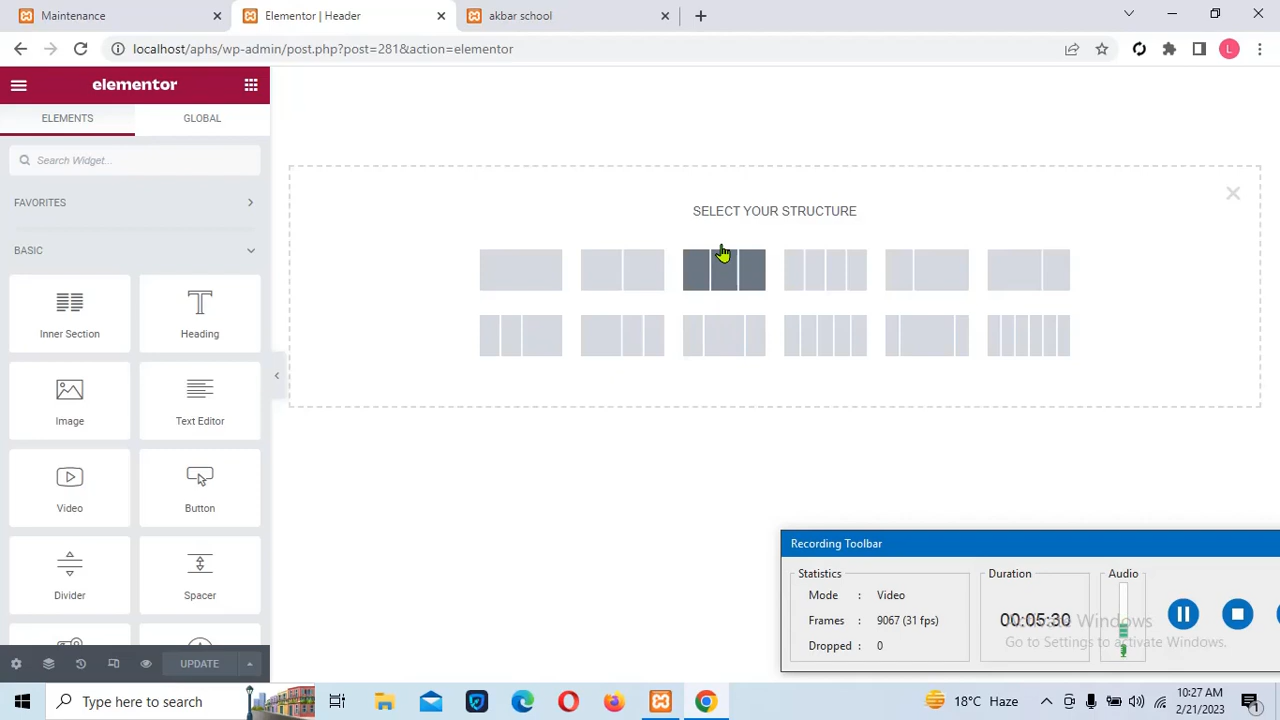 Maintenance
Elementor | Header
akbar school
localhost/aphs/wp-admin/post.php?post=281&action=elementor
L
elementor
ELEMENTS
GLOBAL
Search Widget...
FAVORITES
BASIC
Inner Section
Heading
Image
Text Editor
Video
Button
Divider
Spacer
UPDATE
SELECT YOUR STRUCTURE
Recording Toolbar
Statistics
Mode : Video
Frames : 9067 (31 fps)
Dropped : 0
Duration
00:05:30
Audio
Activate Windows
Go to Settings to activate Windows.
Type here to search
18°C Haze
10:27 AM
2/21/2023
1